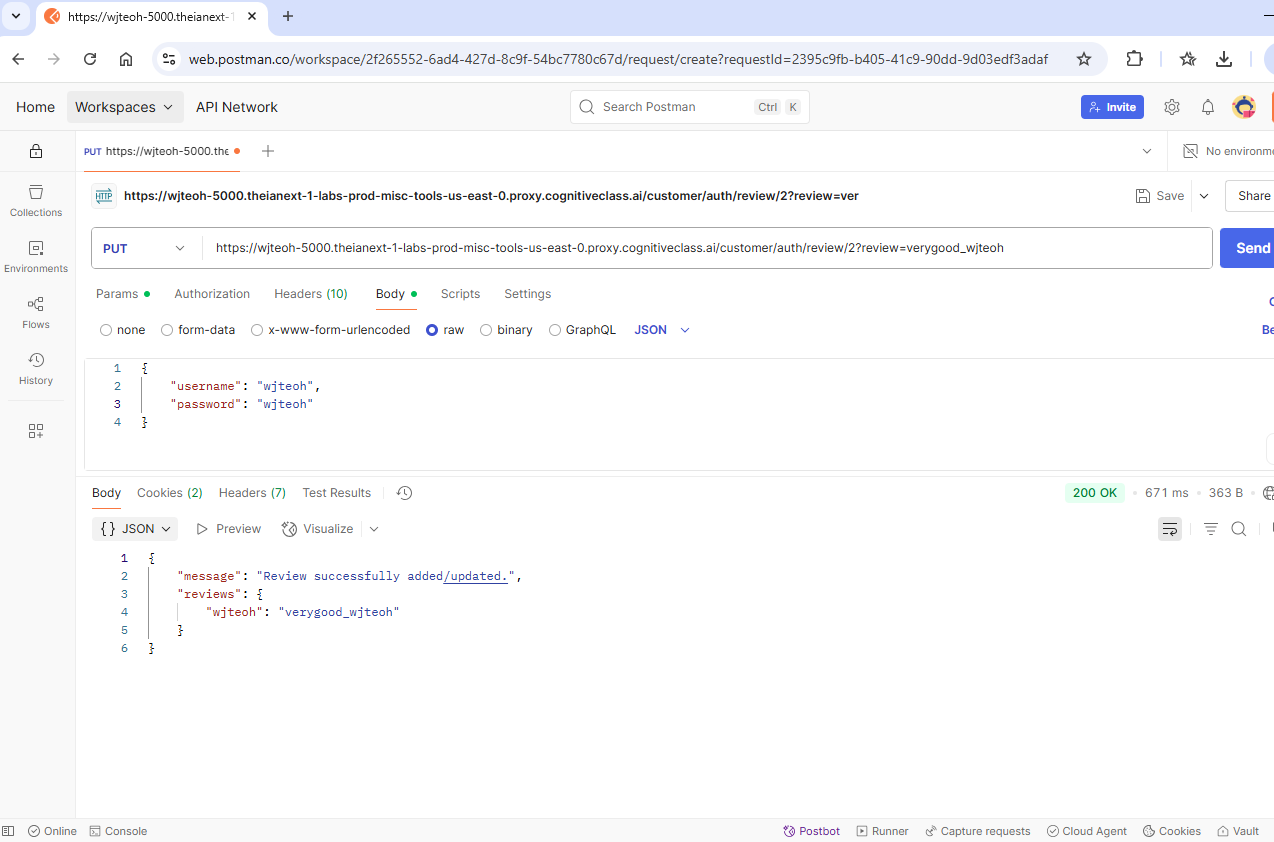 https://wjteoh-5000.theianext-1
web.postman.co/workspace/2f265552-6ad4-427d-8c9f-54bc7780c67d/request/create?requestId=2395c9fb-b405-41c9-90dd-9d03edf3adaf
Home Workspaces API Network Search Postman Ctrl K Invite
PUT https://wjteoh-5000.the No environme
HTTP https://wjteoh-5000.theianext-1-labs-prod-misc-tools-us-east-0.proxy.cognitiveclass.ai/customer/auth/review/2?review=ver Save Share
Collections
Environments
Flows
History
PUT https://wjteoh-5000.theianext-1-labs-prod-misc-tools-us-east-0.proxy.cognitiveclass.ai/customer/auth/review/2?review=verygood_wjteoh Send
Params Authorization Headers (10) Body Scripts Settings
none form-data x-www-form-urlencoded raw binary GraphQL JSON Be
1 {
2 "username": "wjteoh",
3 "password": "wjteoh"
4 }
Body Cookies (2) Headers (7) Test Results 200 OK 671 ms 363 B
{} JSON Preview Visualize
1 {
2 "message": "Review successfully added/updated.",
3 "reviews": {
4 "wjteoh": "verygood_wjteoh"
5 }
6 }
Online Console Postbot Runner Capture requests Cloud Agent Cookies Vault